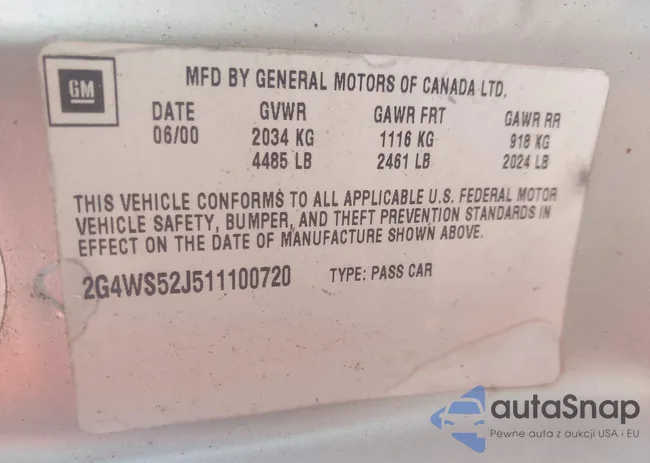 GM
MFD BY GENERAL MOTORS OF CANADA LTD.
DATE GVWR GAWR FRT GAWR RR
06/00 2034 KG 1116 KG 918 KG
4485 LB 2461 LB 2024 LB
THIS VEHICLE CONFORMS TO ALL APPLICABLE U.S. FEDERAL MOTOR
VEHICLE SAFETY, BUMPER, AND THEFT PREVENTION STANDARDS IN
EFFECT ON THE DATE OF MANUFACTURE SHOWN ABOVE.
2G4WS52J511100720 TYPE: PASS CAR
autaSnap
Pewne auta z aukcji USA i EU